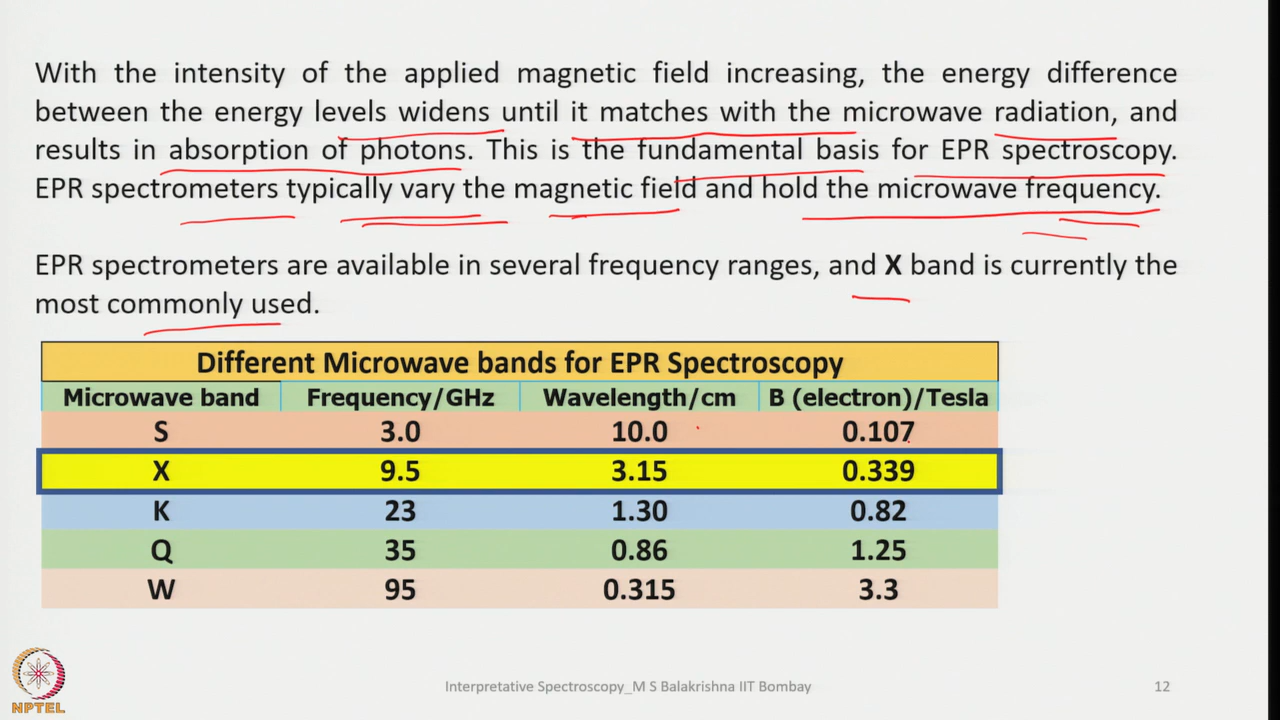 With the intensity of the applied magnetic field increasing, the energy difference
between the energy levels widens until it matches with the microwave radiation, and
results in absorption of photons. This is the fundamental basis for EPR spectroscopy.
EPR spectrometers typically vary the magnetic field and hold the microwave frequency.
EPR spectrometers are available in several frequency ranges, and X band is currently the
most commonly used.
Different Microwave bands for EPR Spectroscopy
Microwave band Frequency/GHz Wavelength/cm B (electron)/Tesla
S 3.0 10.0 0.107
X 9.5 3.15 0.339
K 23 1.30 0.82
Q 35 0.86 1.25
W 95 0.315 3.3
NPTEL
Interpretative Spectroscopy_M S Balakrishna IIT Bombay
12